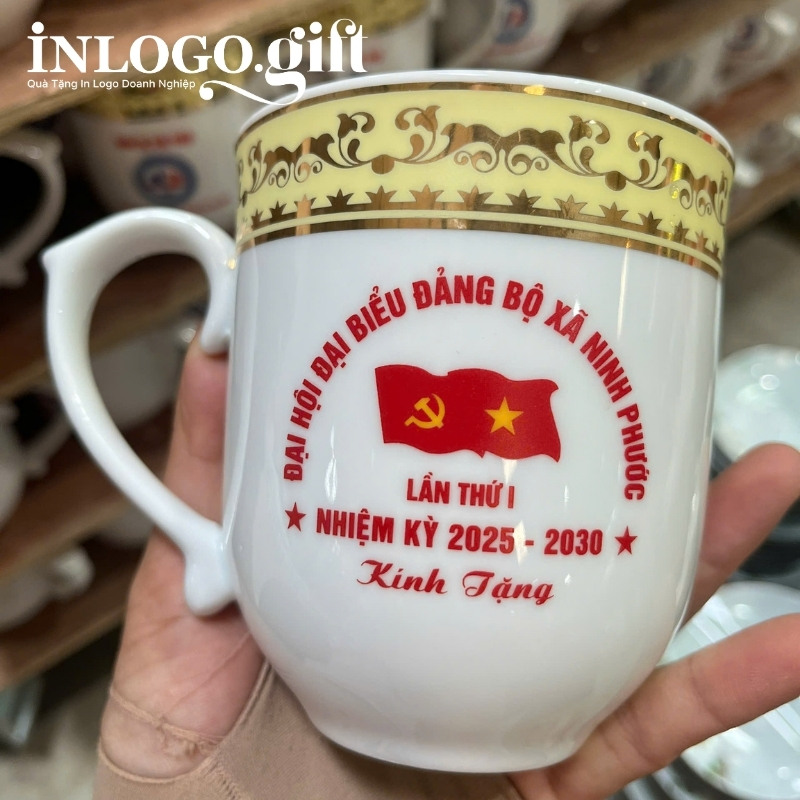 iNLOGO.gift
Quà Tặng In Logo Doanh Nghiệp
ĐẠI HỘI ĐẠI BIỂU ĐẢNG BỘ XÃ NINH PHƯỚC
LẦN THỨ I
NHIỆM KỲ 2025 - 2030
Kính Tặng